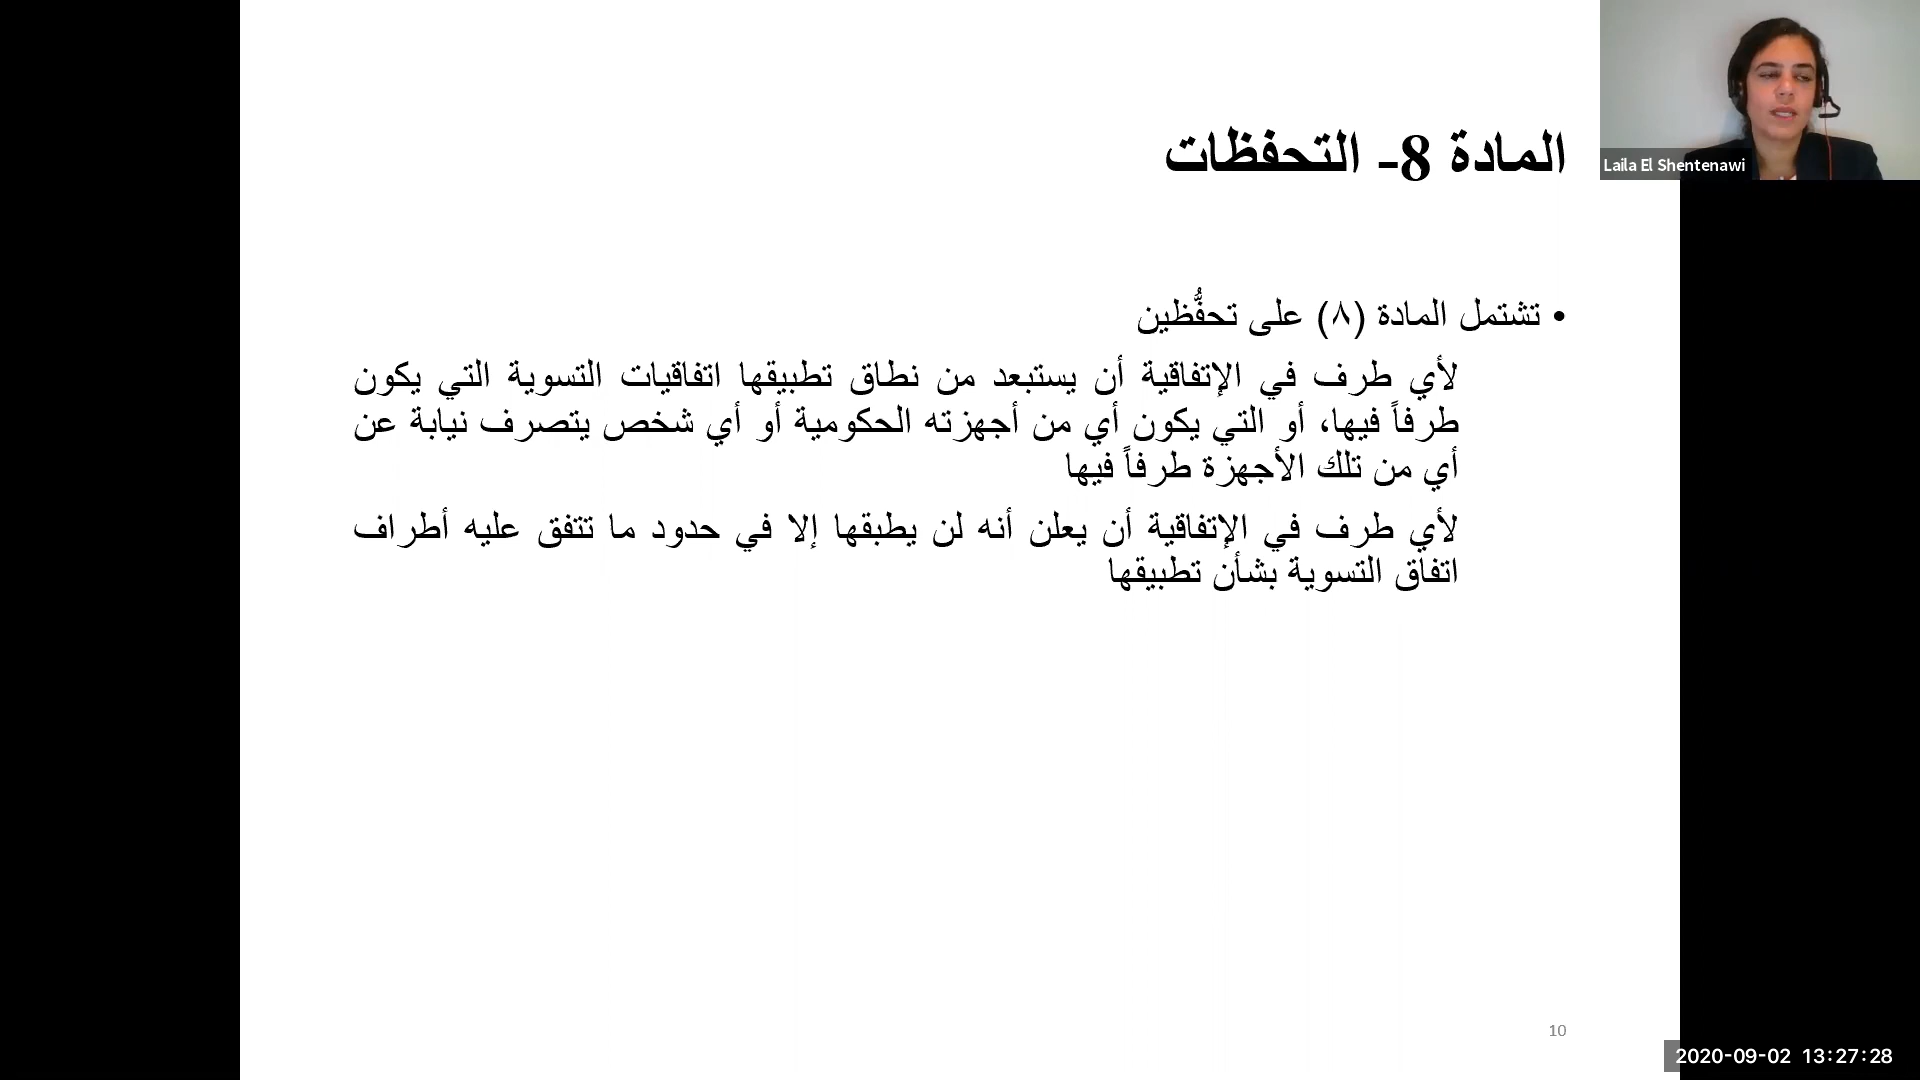 المادة 8- التحفظات
Laila El Shentenawi
• تشتمل المادة (٨) على تحفُّظين
لأي طرف في الإتفاقية أن يستبعد من نطاق تطبيقها اتفاقيات التسوية التي يكون
طرفاً فيها، أو التي يكون أي من أجهزته الحكومية أو أي شخص يتصرف نيابة عن
أي من تلك الأجهزة طرفاً فيها
لأي طرف في الإتفاقية أن يعلن أنه لن يطبقها إلا في حدود ما تتفق عليه أطراف
اتفاق التسوية بشأن تطبيقها
10
2020-09-02 13:27:28